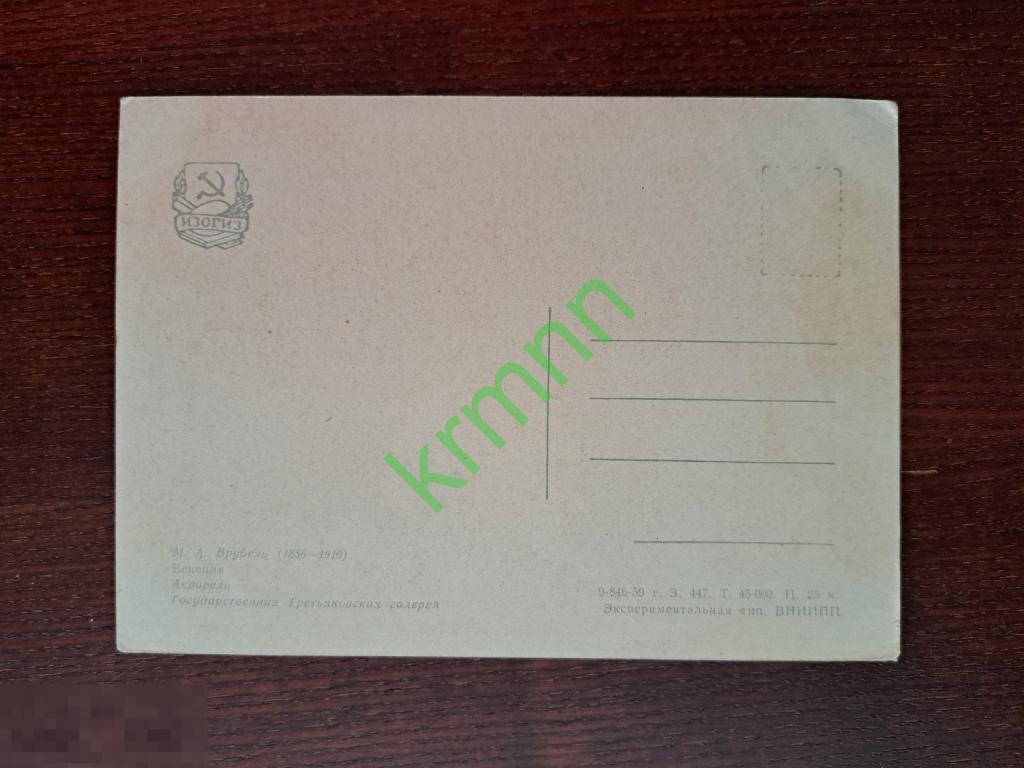 ИЗОГИЗ
krmnn
М. А. Врубель (1856—1910)
Венеция
Акварель
Государственная Третьяковская галерея
9-846-59 г. З. 447. Т. 45 000. Ц. 25 к.
Экспериментальная тип. ВНИИПП